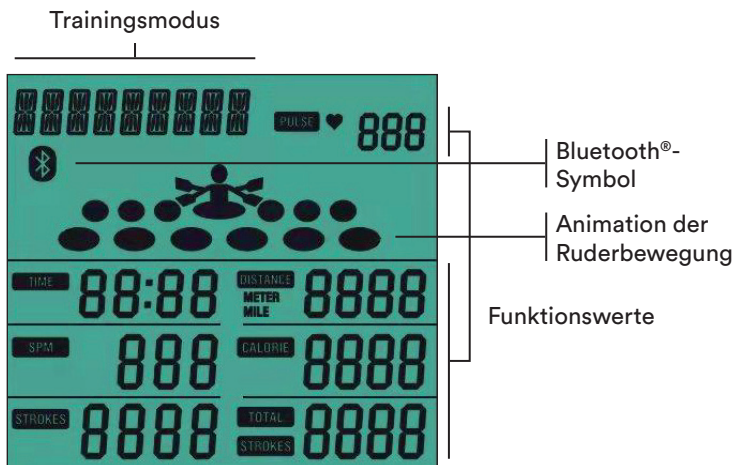 Trainingsmodus
PULSE 888
Bluetooth®-
Symbol
Animation der
Ruderbewegung
TIME 88:88 DISTANCE METER MILE 8888
Funktionswerte
SPM 888 CALORIE 8888
STROKES 8888 TOTAL STROKES 8888